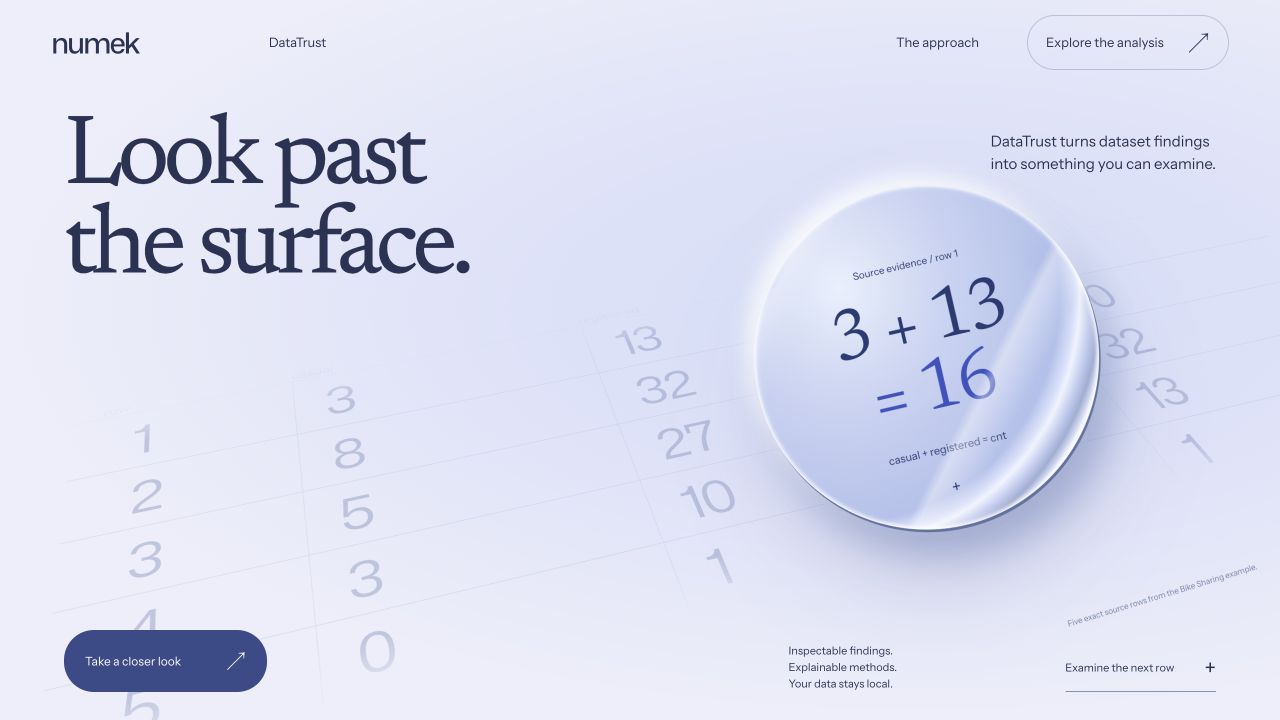 numek
DataTrust
The approach
Explore the analysis
Look past
the surface.
DataTrust turns dataset findings
into something you can examine.
Source evidence / row 1
3 + 13
= 16
casual + registered = cnt
+
1 3 13
2 8 32 32
3 5 27 13
4 3 10 1
5 0 1
Five exact source rows from the Bike Sharing example.
Take a closer look
Inspectable findings.
Explainable methods.
Your data stays local.
Examine the next row +